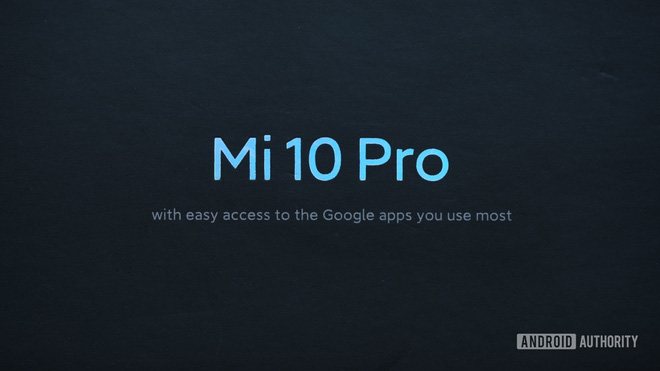 Mi 10 Pro
with easy access to the Google apps you use most
ANDROID AUTHORITY